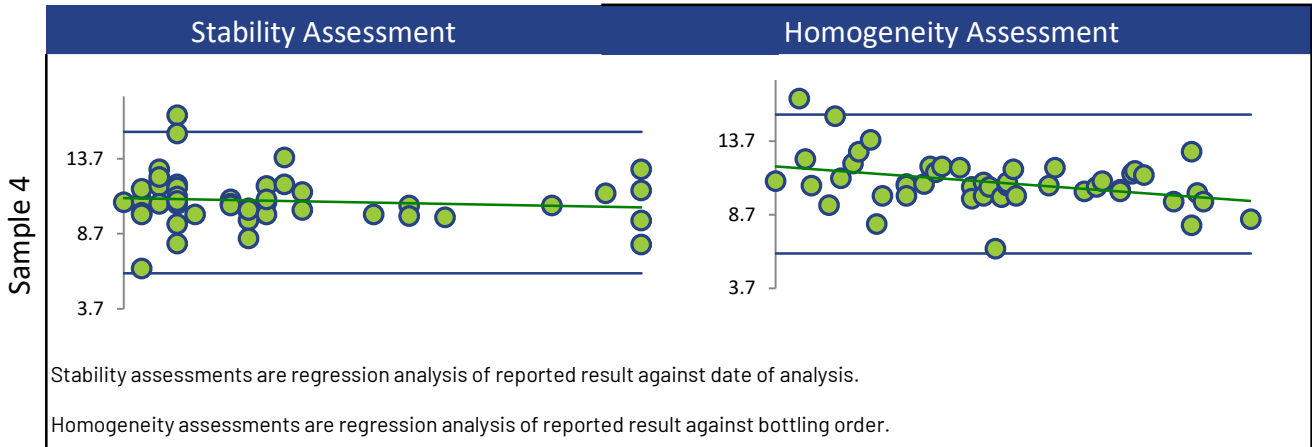 Stability Assessment
Homogeneity Assessment
Sample 4
13.7
8.7
3.7
13.7
8.7
3.7
Stability assessments are regression analysis of reported result against date of analysis.
Homogeneity assessments are regression analysis of reported result against bottling order.